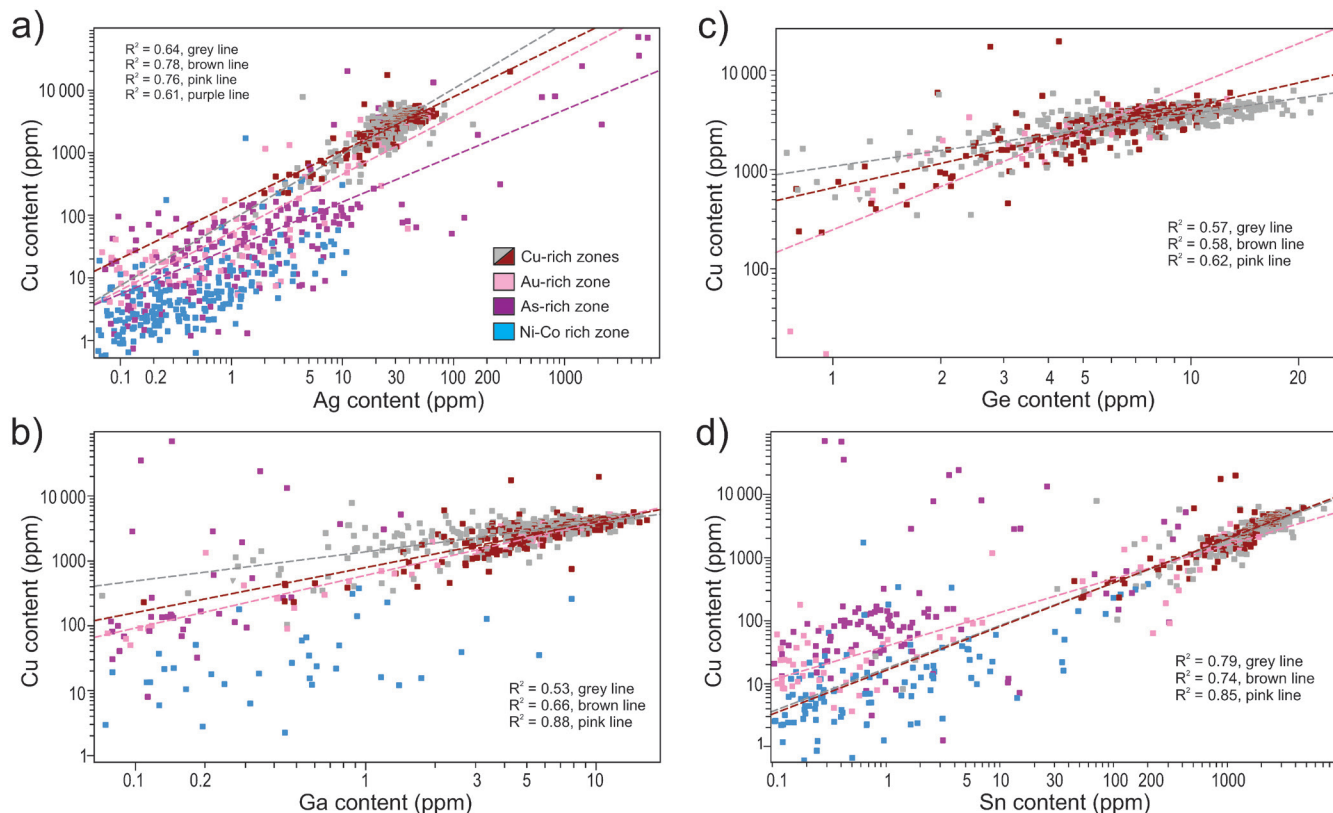 a)
R² = 0.64, grey line
R² = 0.78, brown line
R² = 0.76, pink line
R² = 0.61, purple line
Cu content (ppm)
10 000
1000
100
10
1
Cu-rich zones
Au-rich zone
As-rich zone
Ni-Co rich zone
0.1 0.2 1 5 10 30 100 200 1000
Ag content (ppm)
c)
Cu content (ppm)
10 000
1000
100
R² = 0.57, grey line
R² = 0.58, brown line
R² = 0.62, pink line
1 2 3 4 5 10 20
Ge content (ppm)
b)
Cu content (ppm)
10 000
1000
100
10
1
R² = 0.53, grey line
R² = 0.66, brown line
R² = 0.88, pink line
0.1 0.2 1 3 5 10
Ga content (ppm)
d)
Cu content (ppm)
10 000
1000
100
10
1
R² = 0.79, grey line
R² = 0.74, brown line
R² = 0.85, pink line
0.1 1 5 10 30 100 200 1000
Sn content (ppm)